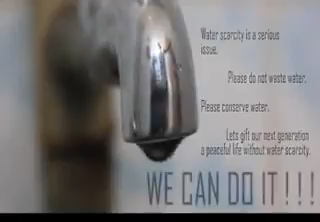 Water scarcity is a serious
issue.
Please do not waste water.
Please conserve water.
Lets gift our next generation
a peaceful life without water scarcity.
WE CAN DO IT ! ! !